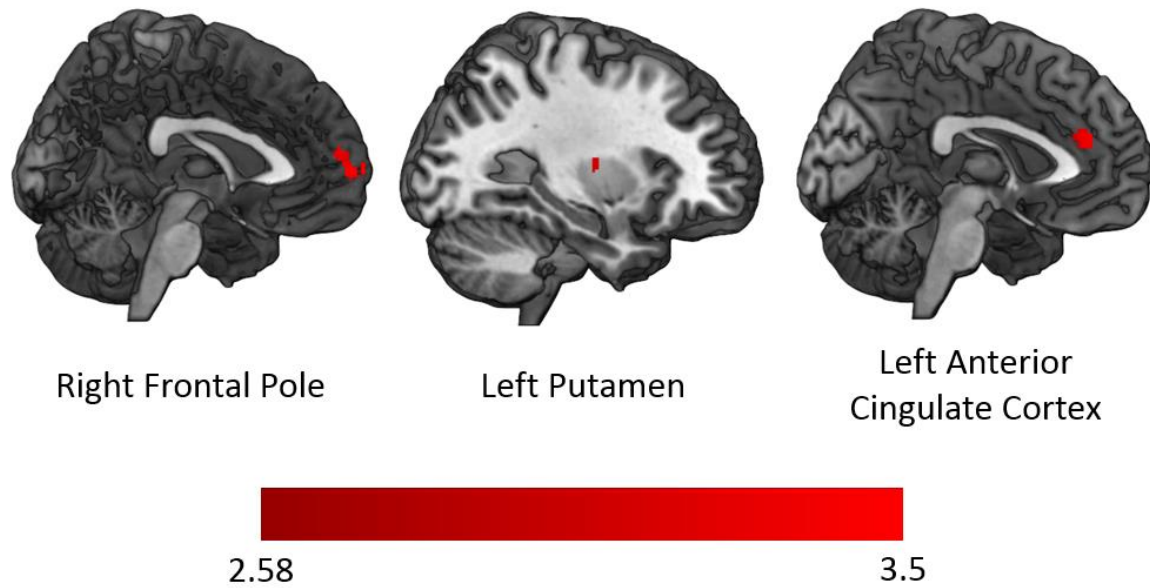 Right Frontal Pole
Left Putamen
Left Anterior
Cingulate Cortex
2.58
3.5